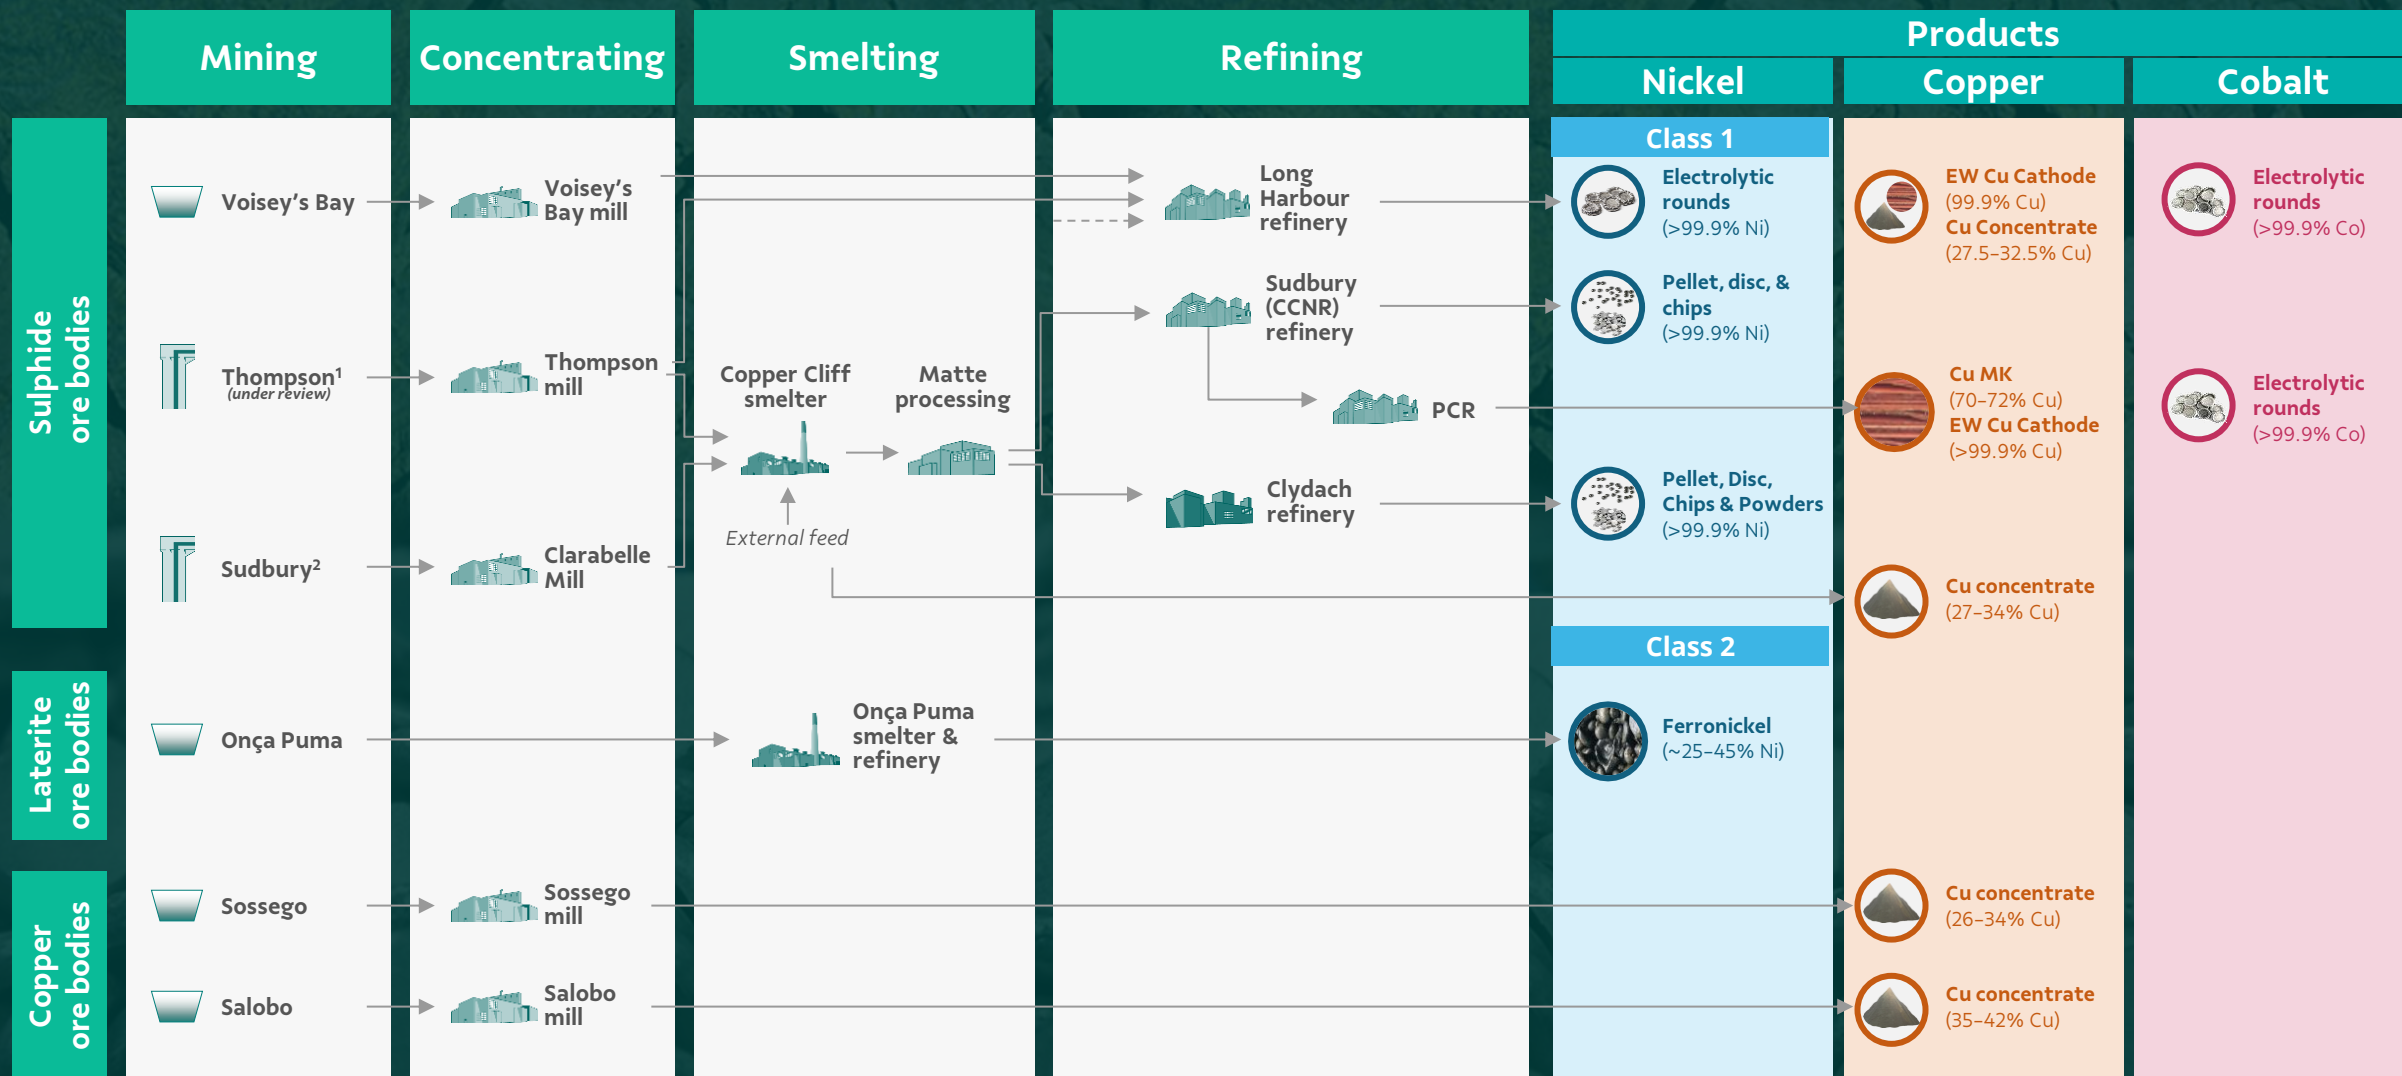 Mining
Concentrating
Smelting
Refining
Products
Nickel
Copper
Cobalt
Sulphide
ore bodies
Laterite
ore bodies
Copper
ore bodies
Voisey's Bay
Thompson¹
(under review)
Sudbury²
Onça Puma
Sossego
Salobo
Voisey's
Bay mill
Thompson
mill
Clarabelle
Mill
Sossego
mill
Salobo
mill
Copper Cliff
smelter
Matte
processing
External feed
Onça Puma
smelter &
refinery
Long
Harbour
refinery
Sudbury
(CCNR)
refinery
PCR
Clydach
refinery
Class 1
Electrolytic
rounds
(>99.9% Ni)
Pellet, disc, &
chips
(>99.9% Ni)
Pellet, Disc,
Chips & Powders
(>99.9% Ni)
Class 2
Ferronickel
(~25–45% Ni)
EW Cu Cathode
(99.9% Cu)
Cu Concentrate
(27.5–32.5% Cu)
Cu MK
(70–72% Cu)
EW Cu Cathode
(>99.9% Cu)
Cu concentrate
(27–34% Cu)
Cu concentrate
(26–34% Cu)
Cu concentrate
(35–42% Cu)
Electrolytic
rounds
(>99.9% Co)
Electrolytic
rounds
(>99.9% Co)